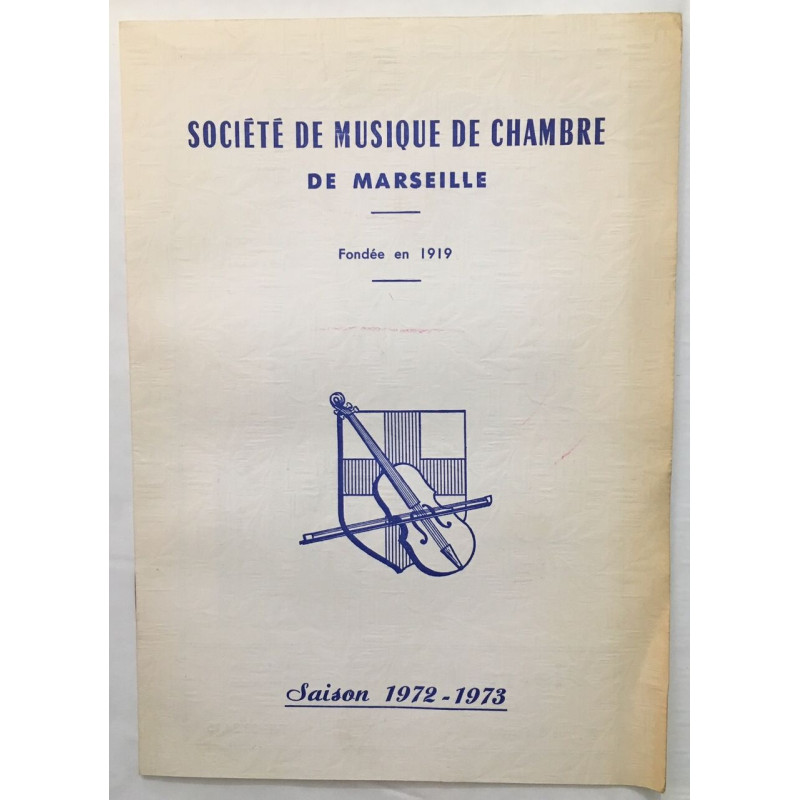 SOCIÉTÉ DE MUSIQUE DE CHAMBRE
DE MARSEILLE
Fondée en 1919
Saison 1972-1973